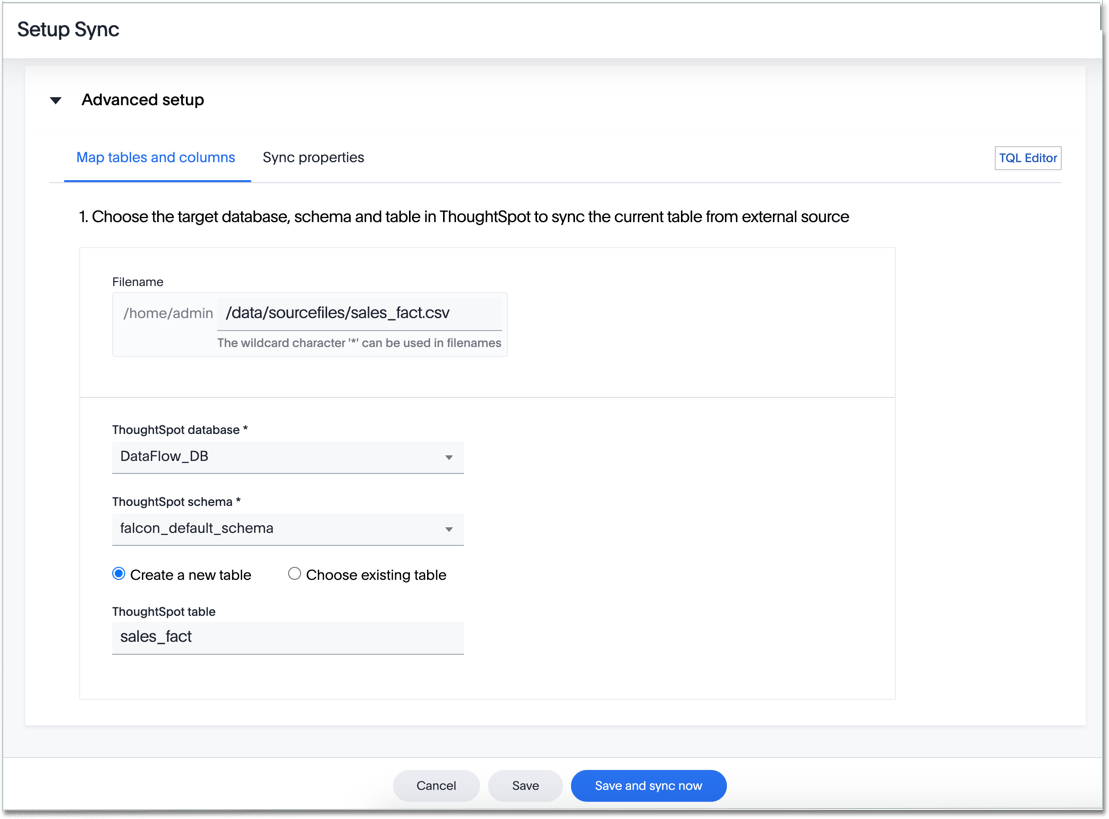 Setup Sync
Advanced setup
Map tables and columns
Sync properties
TQL Editor
1. Choose the target database, schema and table in ThoughtSpot to sync the current table from external source
Filename
/home/admin /data/sourcefiles/sales_fact.csv
The wildcard character '*' can be used in filenames
ThoughtSpot database *
DataFlow_DB
ThoughtSpot schema *
falcon_default_schema
Create a new table
Choose existing table
ThoughtSpot table
sales_fact
Cancel
Save
Save and sync now